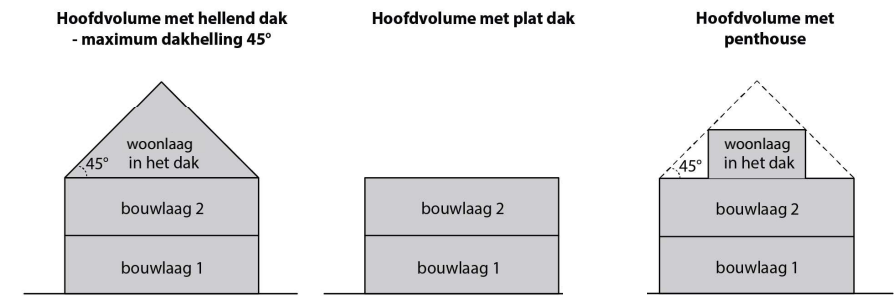 Hoofdvolume met hellend dak
- maximum dakhelling 45°
45°
woonlaag
in het dak
bouwlaag 2
bouwlaag 1
Hoofdvolume met plat dak
bouwlaag 2
bouwlaag 1
Hoofdvolume met
penthouse
45°
woonlaag
in het dak
bouwlaag 2
bouwlaag 1